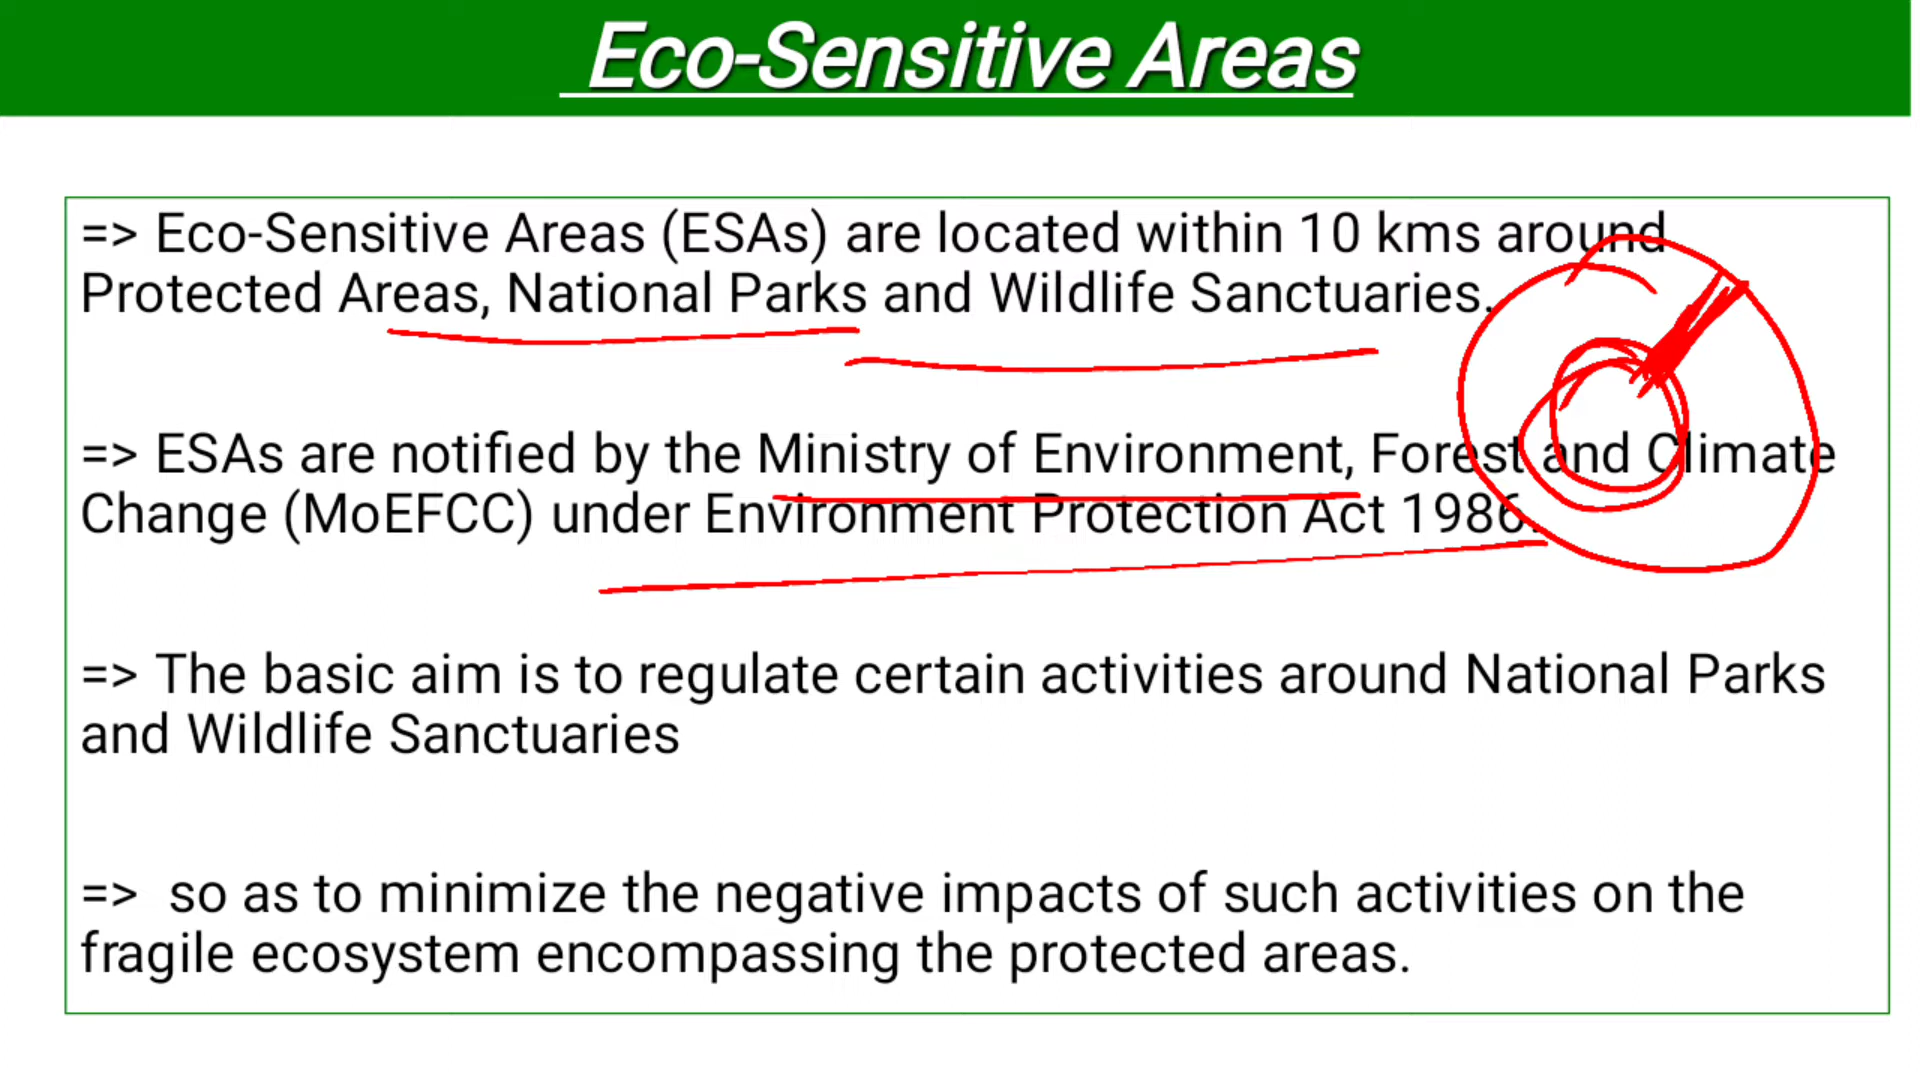 Eco-Sensitive Areas
=> Eco-Sensitive Areas (ESAs) are located within 10 kms around
Protected Areas, National Parks and Wildlife Sanctuaries.
=> ESAs are notified by the Ministry of Environment, Forest and Climate
Change (MoEFCC) under Environment Protection Act 1986.
=> The basic aim is to regulate certain activities around National Parks
and Wildlife Sanctuaries
=> so as to minimize the negative impacts of such activities on the
fragile ecosystem encompassing the protected areas.